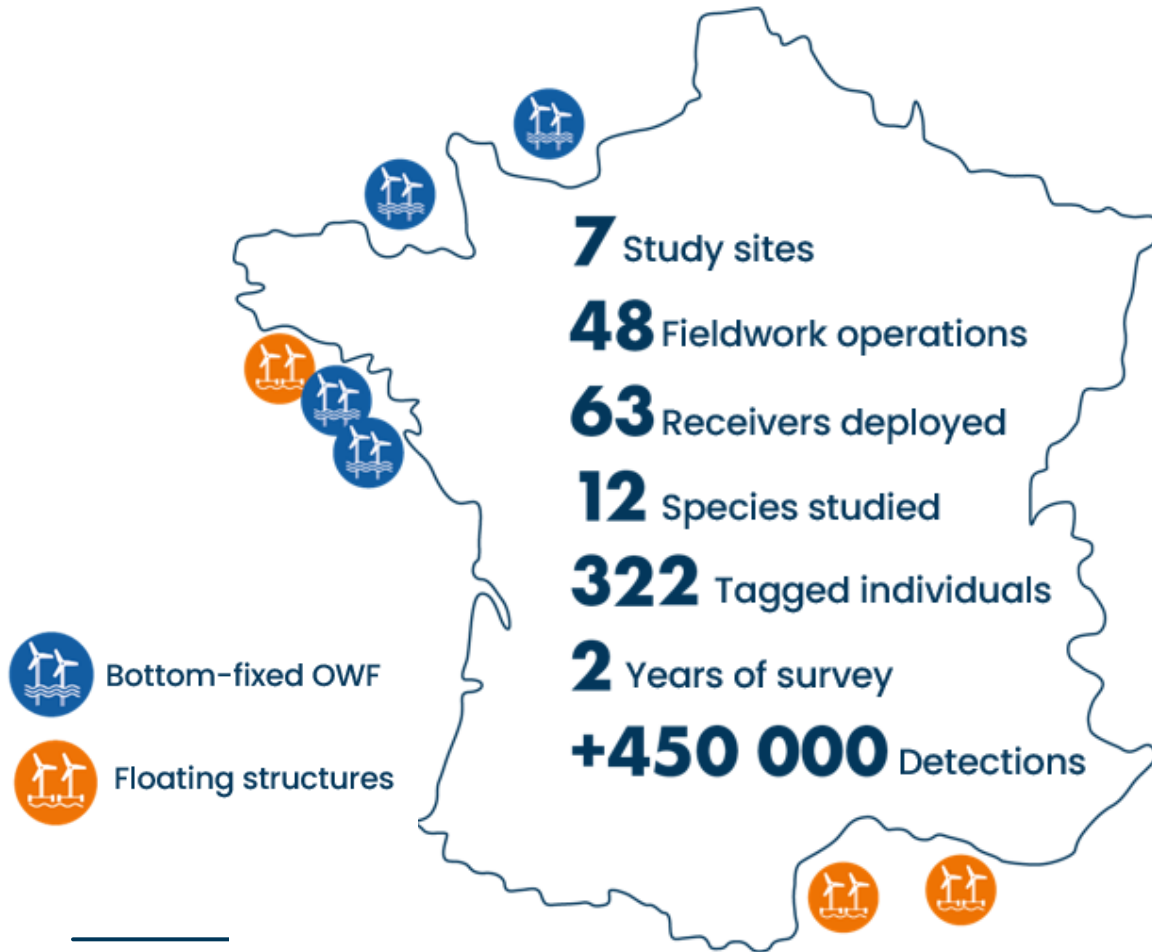 7 Study sites
48 Fieldwork operations
63 Receivers deployed
12 Species studied
322 Tagged individuals
2 Years of survey
+450 000 Detections
Bottom-fixed OWF
Floating structures